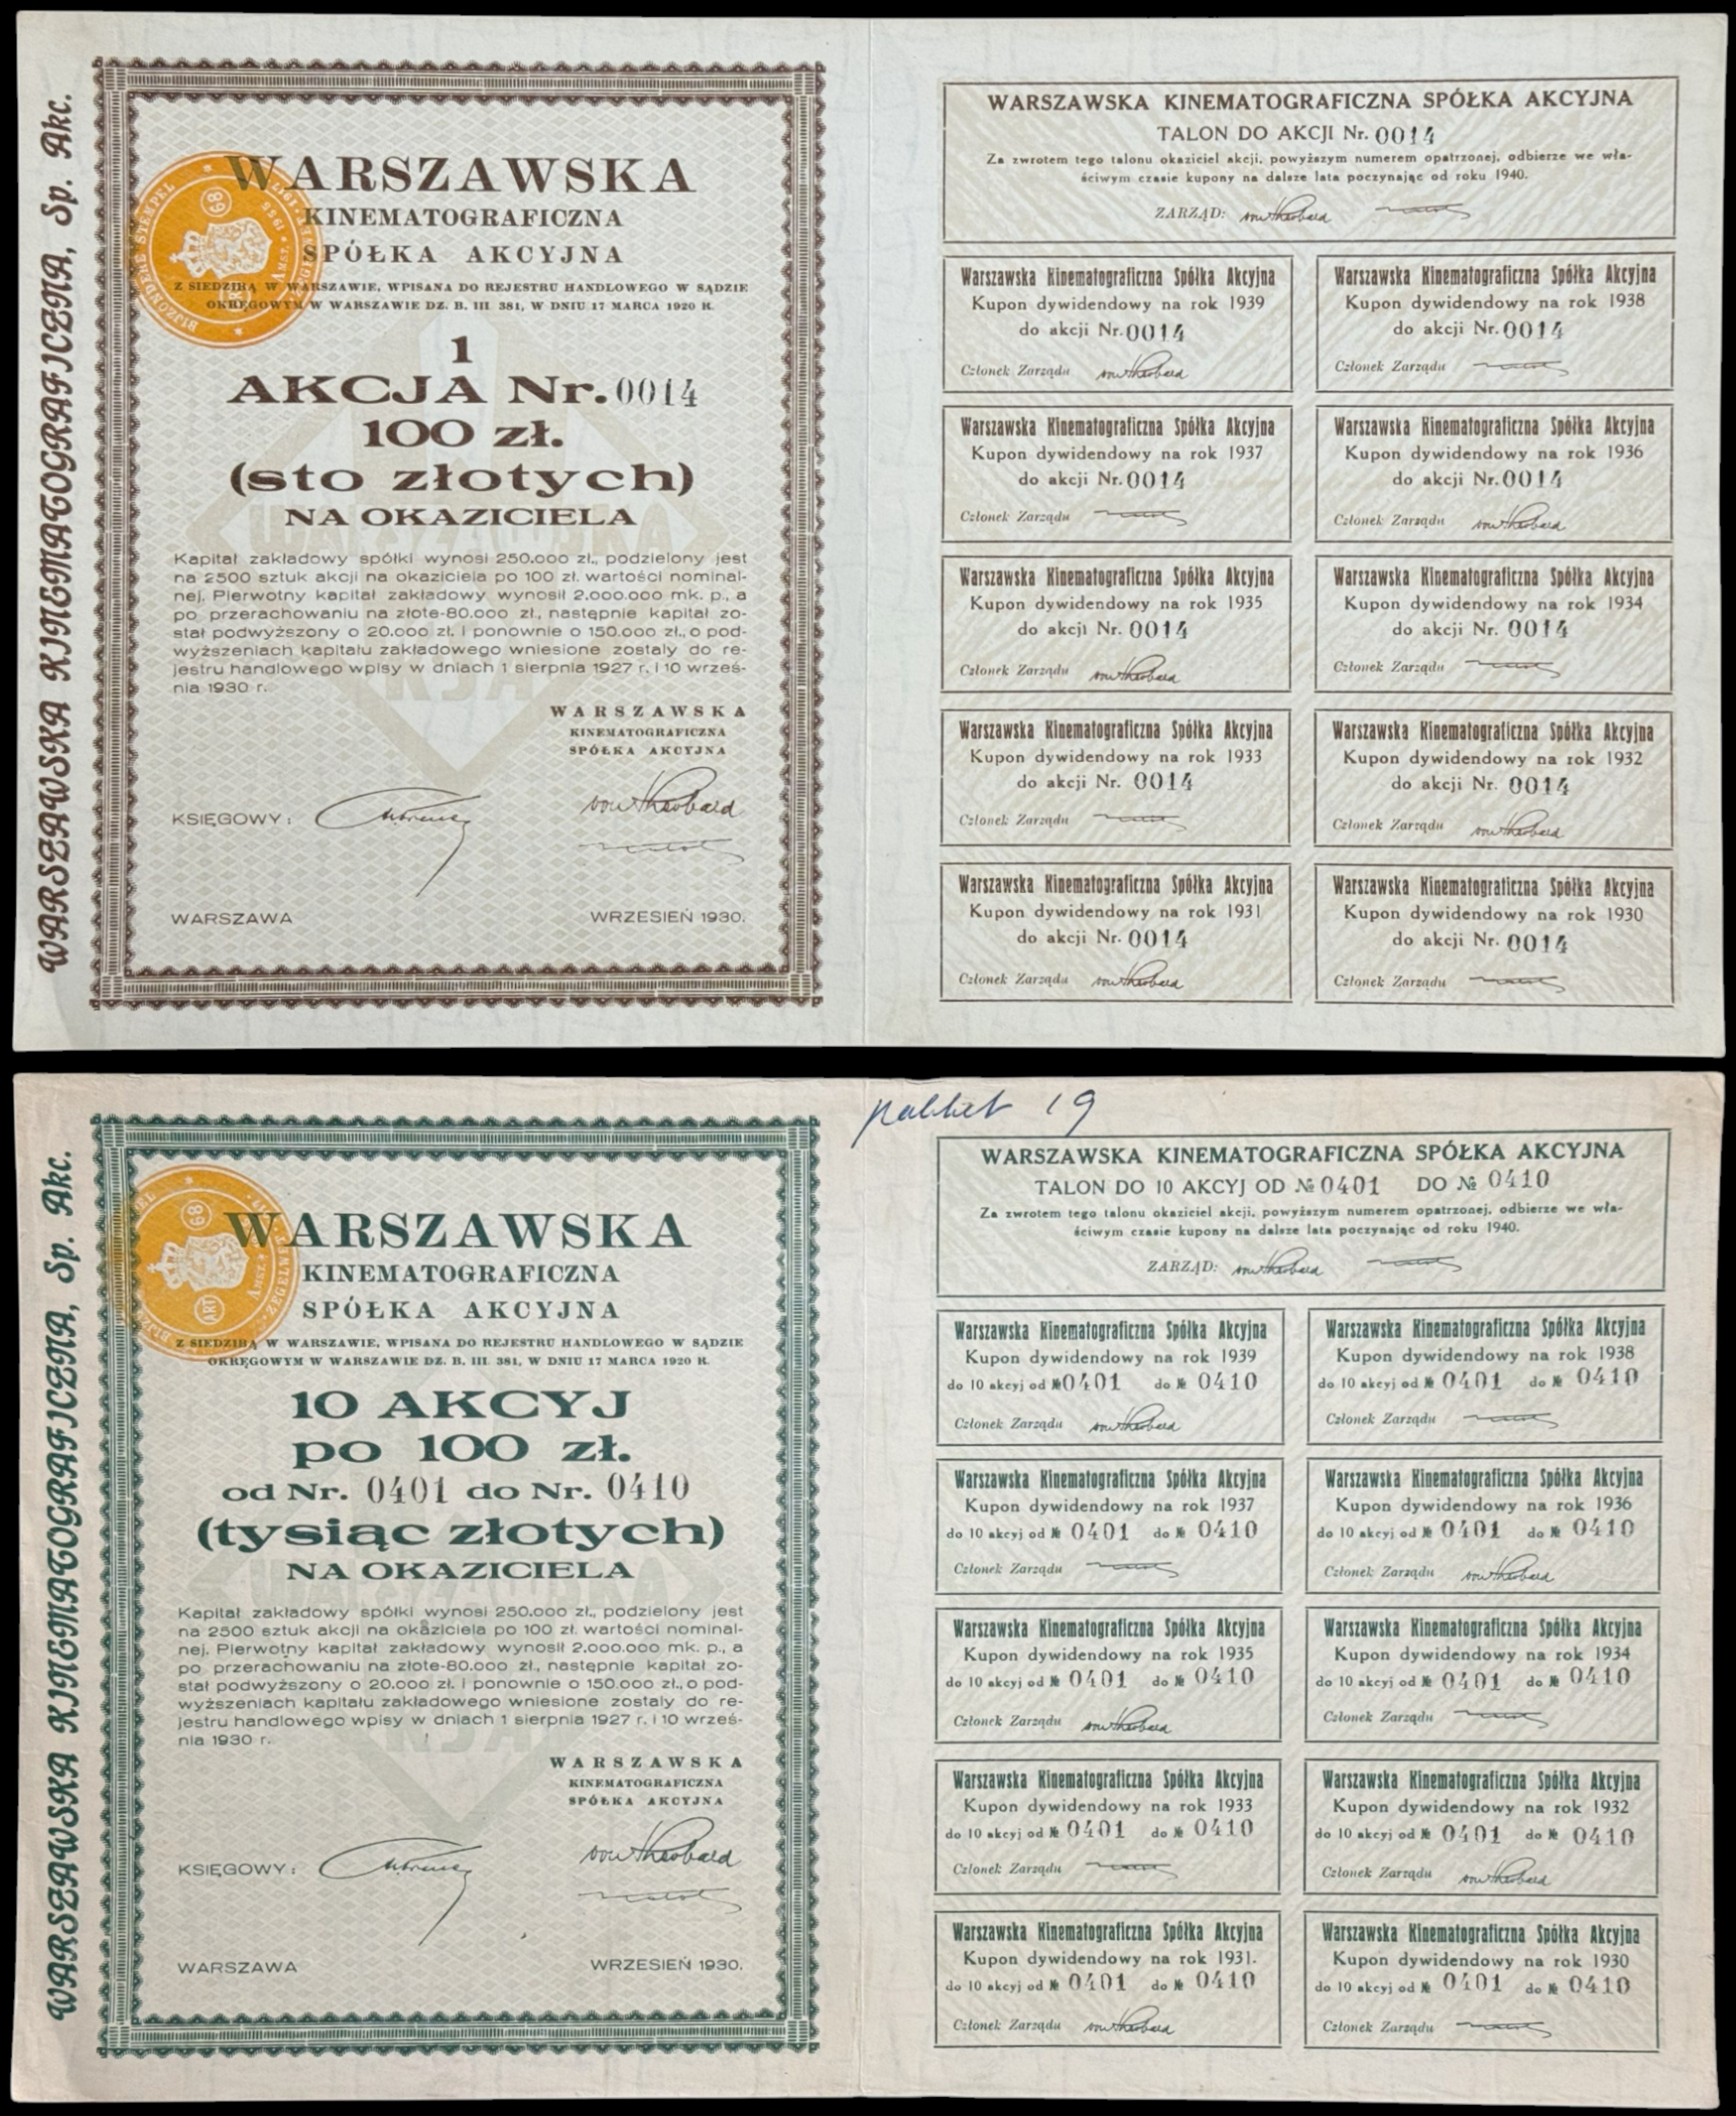 WARSZAWSKA KINEMATOGRAFICZNA, Sp. Akc.
WARSZAWSKA
KINEMATOGRAFICZNA
SPÓŁKA AKCYJNA
Z SIEDZIBĄ W WARSZAWIE, WPISANA DO REJESTRU HANDLOWEGO W SĄDZIE
OKRĘGOWYM W WARSZAWIE DZ. B. III 381, W DNIU 17 MARCA 1920 R.
BIJZONDERE STEMPEL
68
1
AKCJA Nr. 0014
100 zł.
(sto złotych)
NA OKAZICIELA
Kapitał zakładowy spółki wynosi 250.000 zł., podzielony jest
na 2500 sztuk akcji na okaziciela po 100 zł. wartości nominal-
nej. Pierwotny kapitał zakładowy wynosił 2.000.000 mk. p., a
po przerachowaniu na złote-80.000 zł., następnie kapitał zo-
stał podwyższony o 20.000 zł. i ponownie o 150.000 zł., o pod-
wyższeniach kapitału zakładowego wniesione zostaly do re-
jestru handlowego wpisy w dniach 1 sierpnia 1927 r. i 10 wrześ-
nia 1930 r.
WARSZAWSKA
KINEMATOGRAFICZNA
SPÓŁKA AKCYJNA
KSIĘGOWY:
WARSZAWA WRZESIEŃ 1930.
WARSZAWSKA KINEMATOGRAFICZNA SPÓŁKA AKCYJNA
TALON DO AKCJI Nr. 0014
Za zwrotem tego talonu okaziciel akcji, powyższym numerem opatrzonej, odbierze we wła-
ściwym czasie kupony na dalsze lata poczynając od roku 1940.
ZARZĄD:
Warszawska Kinematograficzna Spółka Akcyjna
Kupon dywidendowy na rok 1939
do akcji Nr. 0014
Członek Zarządu
Warszawska Kinematograficzna Spółka Akcyjna
Kupon dywidendowy na rok 1938
do akcji Nr. 0014
Członek Zarządu
Warszawska Kinematograficzna Spółka Akcyjna
Kupon dywidendowy na rok 1937
do akcji Nr. 0014
Członek Zarządu
Warszawska Kinematograficzna Spółka Akcyjna
Kupon dywidendowy na rok 1936
do akcji Nr. 0014
Członek Zarządu
Warszawska Kinematograficzna Spółka Akcyjna
Kupon dywidendowy na rok 1935
do akcji Nr. 0014
Członek Zarządu
Warszawska Kinematograficzna Spółka Akcyjna
Kupon dywidendowy na rok 1934
do akcji Nr. 0014
Członek Zarządu
Warszawska Kinematograficzna Spółka Akcyjna
Kupon dywidendowy na rok 1933
do akcji Nr. 0014
Członek Zarządu
Warszawska Kinematograficzna Spółka Akcyjna
Kupon dywidendowy na rok 1932
do akcji Nr. 0014
Członek Zarządu
Warszawska Kinematograficzna Spółka Akcyjna
Kupon dywidendowy na rok 1931
do akcji Nr. 0014
Członek Zarządu
Warszawska Kinematograficzna Spółka Akcyjna
Kupon dywidendowy na rok 1930
do akcji Nr. 0014
Członek Zarządu
WARSZAWSKA KINEMATOGRAFICZNA, Sp. Akc.
WARSZAWSKA
KINEMATOGRAFICZNA
SPÓŁKA AKCYJNA
Z SIEDZIBĄ W WARSZAWIE, WPISANA DO REJESTRU HANDLOWEGO W SĄDZIE
OKRĘGOWYM W WARSZAWIE DZ. B. III. 381, W DNIU 17 MARCA 1920 R.
68
ART
10 AKCYJ
po 100 zł.
od Nr. 0401 do Nr. 0410
(tysiąc złotych)
NA OKAZICIELA
Kapitał zakładowy spółki wynosi 250.000 zł., podzielony jest
na 2500 sztuk akcji na okaziciela po 100 zł. wartości nominal-
nej. Pierwotny kapitał zakładowy wynosił 2.000.000 mk. p., a
po przerachowaniu na złote-80.000 zł., następnie kapitał zo-
stał podwyższony o 20.000 zł. i ponownie o 150.000 zł., o pod-
wyższeniach kapitału zakładowego wniesione zostaly do re-
jestru handlowego wpisy w dniach 1 sierpnia 1927 r. i 10 wrześ-
nia 1930 r.
WARSZAWSKA
KINEMATOGRAFICZNA
SPÓŁKA AKCYJNA
KSIĘGOWY:
WARSZAWA WRZESIEŃ 1930.
19
WARSZAWSKA KINEMATOGRAFICZNA SPÓŁKA AKCYJNA
TALON DO 10 AKCYJ OD № 0401 DO № 0410
Za zwrotem tego talonu okaziciel akcji, powyższym numerem opatrzonej, odbierze we wła-
ściwym czasie kupony na dalsze lata poczynając od roku 1940.
ZARZĄD:
Warszawska Kinematograficzna Spółka Akcyjna
Kupon dywidendowy na rok 1939
do 10 akcyj od № 0401 do № 0410
Członek Zarządu
Warszawska Kinematograficzna Spółka Akcyjna
Kupon dywidendowy na rok 1938
do 10 akcyj od № 0401 do № 0410
Członek Zarządu
Warszawska Kinematograficzna Spółka Akcyjna
Kupon dywidendowy na rok 1937
do 10 akcyj od № 0401 do № 0410
Członek Zarządu
Warszawska Kinematograficzna Spółka Akcyjna
Kupon dywidendowy na rok 1936
do 10 akcyj od № 0401 do № 0410
Członek Zarządu
Warszawska Kinematograficzna Spółka Akcyjna
Kupon dywidendowy na rok 1935
do 10 akcyj od № 0401 do № 0410
Członek Zarządu
Warszawska Kinematograficzna Spółka Akcyjna
Kupon dywidendowy na rok 1934
do 10 akcyj od № 0401 do № 0410
Członek Zarządu
Warszawska Kinematograficzna Spółka Akcyjna
Kupon dywidendowy na rok 1933
do 10 akcyj od № 0401 do № 0410
Członek Zarządu
Warszawska Kinematograficzna Spółka Akcyjna
Kupon dywidendowy na rok 1932
do 10 akcyj od № 0401 do № 0410
Członek Zarządu
Warszawska Kinematograficzna Spółka Akcyjna
Kupon dywidendowy na rok 1931.
do 10 akcyj od № 0401 do № 0410
Członek Zarządu
Warszawska Kinematograficzna Spółka Akcyjna
Kupon dywidendowy na rok 1930
do 10 akcyj od № 0401 do № 0410
Członek Zarządu